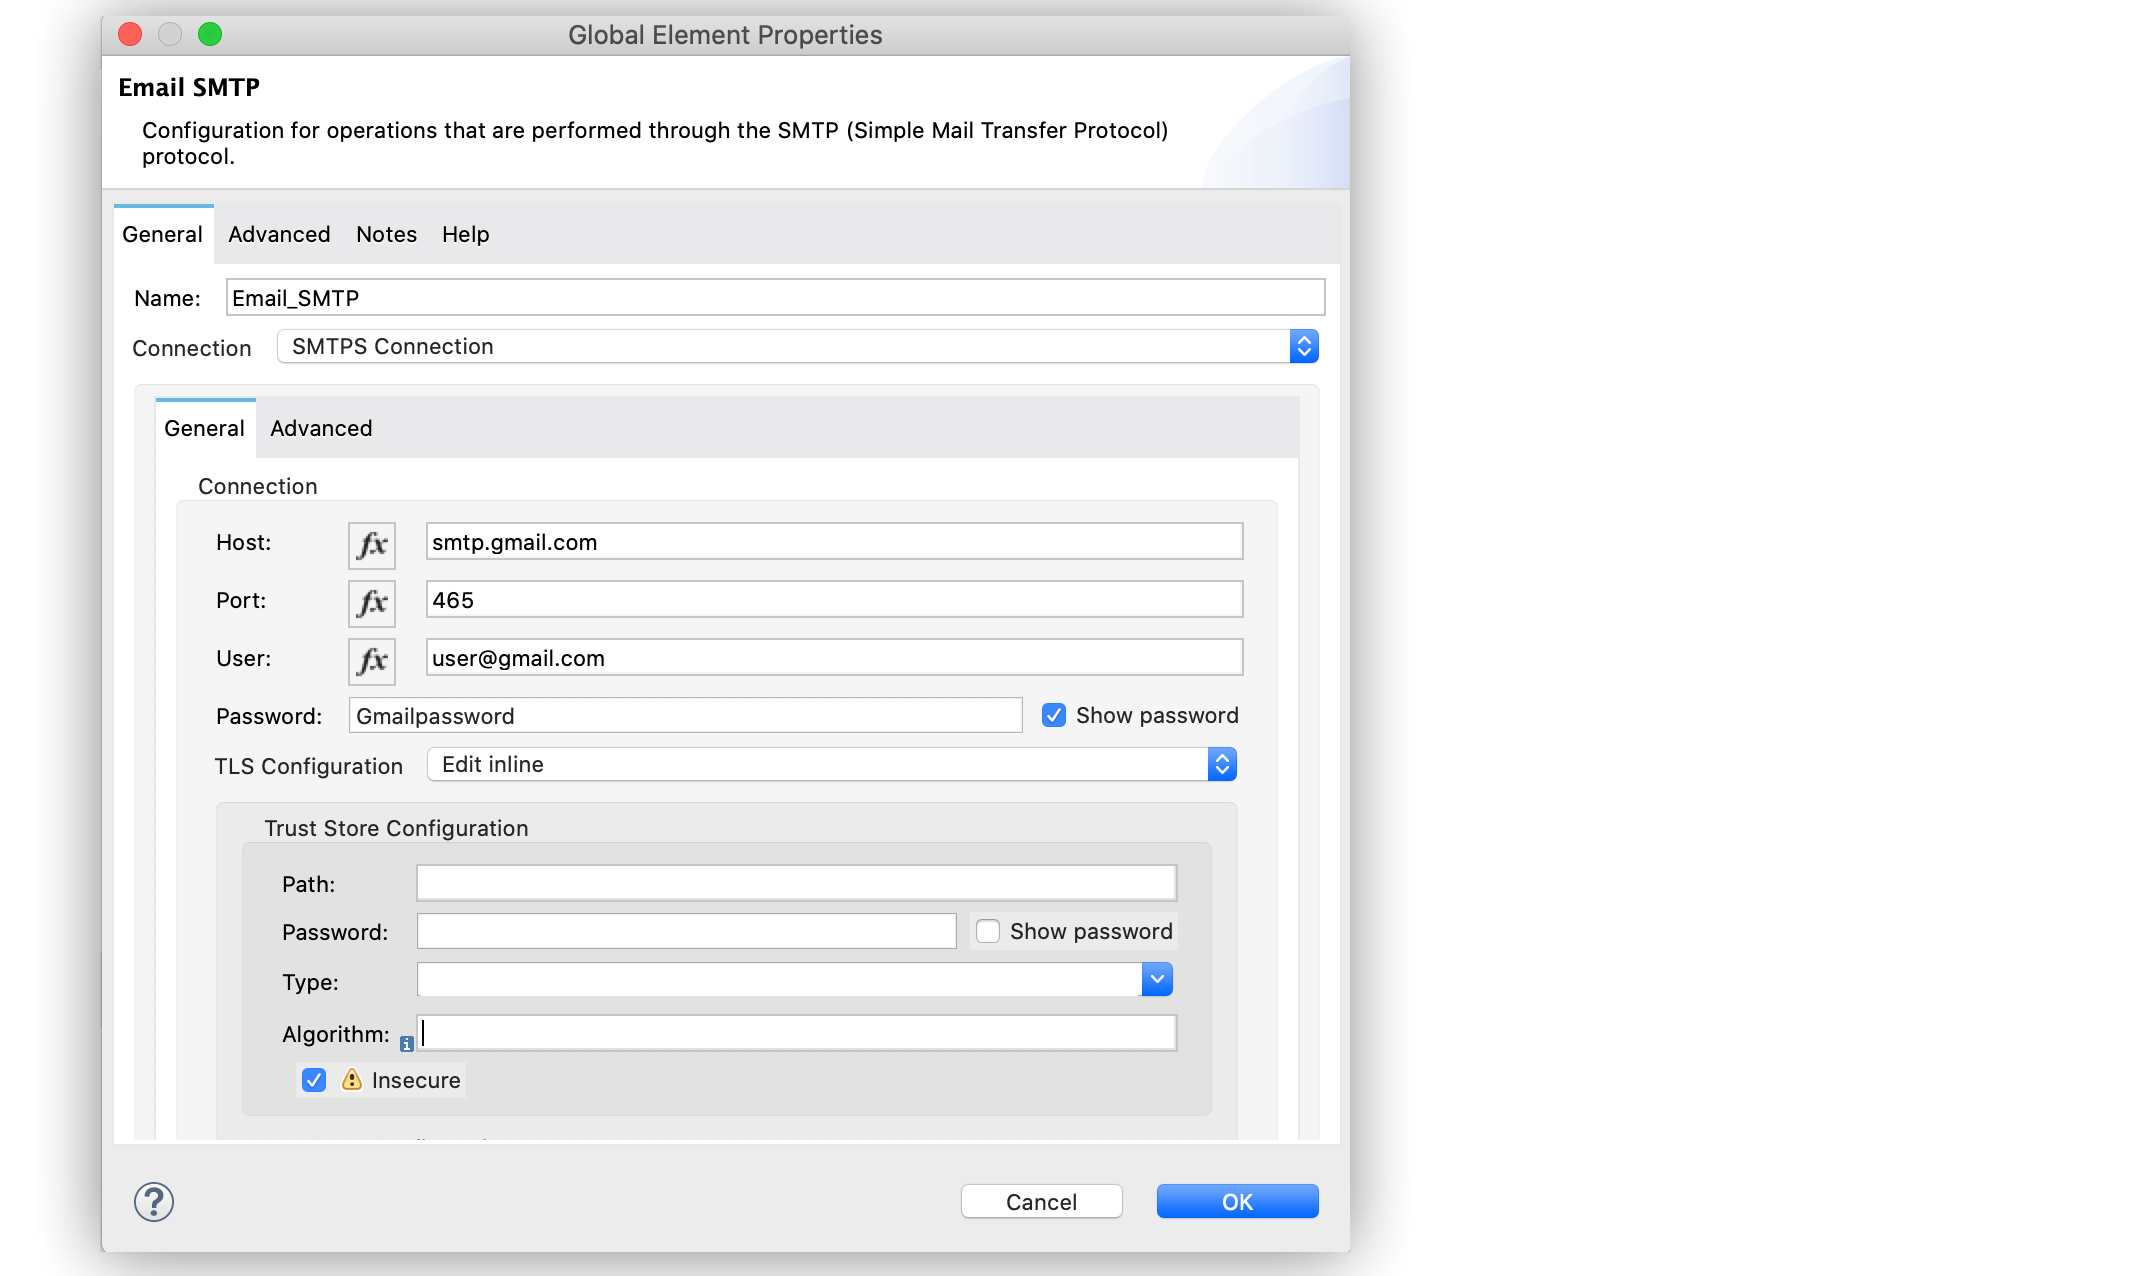 Global Element Properties
Email SMTP
Configuration for operations that are performed through the SMTP (Simple Mail Transfer Protocol)
protocol.
General Advanced Notes Help
Name: Email_SMTP
Connection SMTPS Connection
General Advanced
Connection
Host: fx smtp.gmail.com
Port: fx 465
User: fx user@gmail.com
Password: Gmailpassword Show password
TLS Configuration Edit inline
Trust Store Configuration
Path:
Password: Show password
Type:
Algorithm: i
Insecure
? Cancel OK